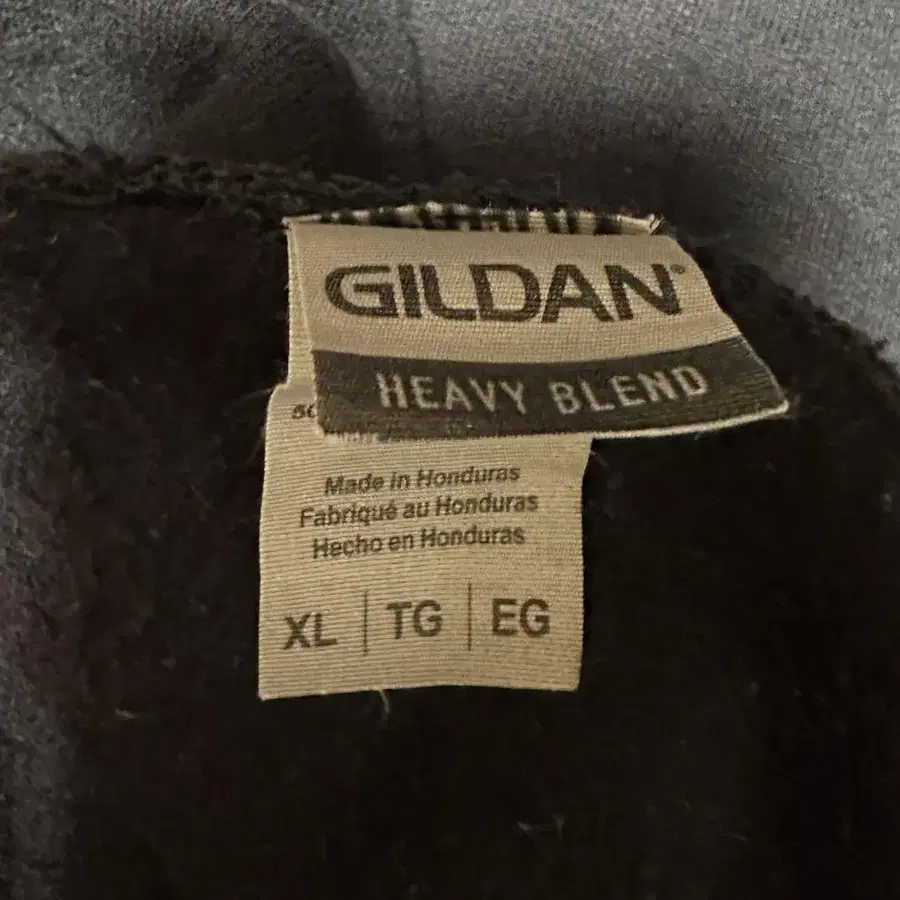 GILDAN
HEAVY BLEND
Made in Honduras
Fabriqué au Honduras
Hecho en Honduras
XL | TG | EG